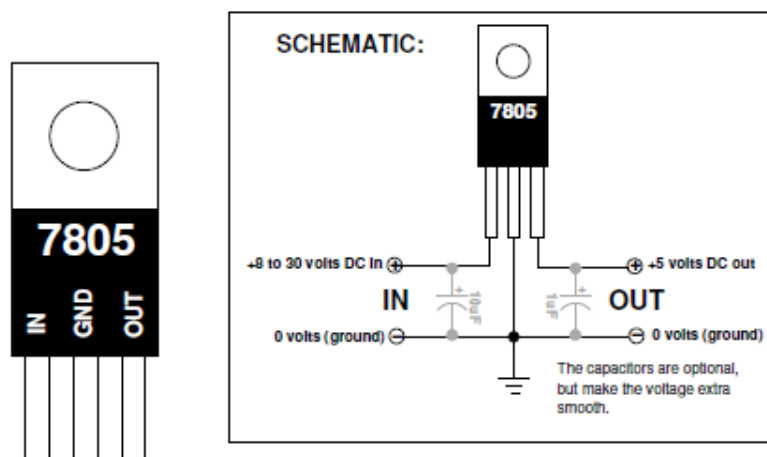 7805
IN
GND
OUT
SCHEMATIC:
7805
+8 to 30 volts DC in
+
+
+5 volts DC out
IN
+
10uF
+
1uF
OUT
0 volts (ground)
−
−
0 volts (ground)
The capacitors are optional,
but make the voltage extra
smooth.